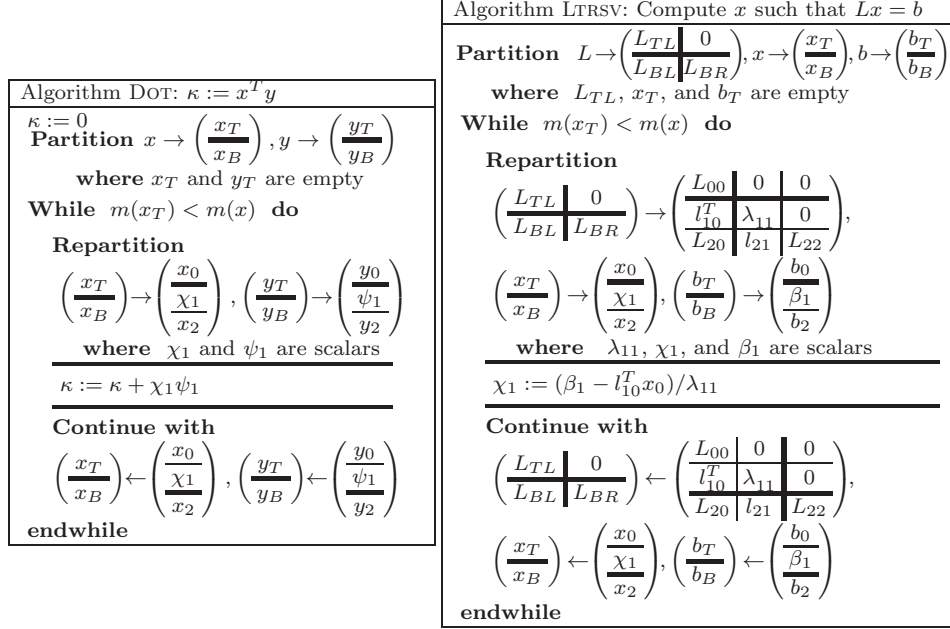 Algorithm DOT: κ := x^T y
κ := 0
Partition x → (x_T / x_B), y → (y_T / y_B)
where x_T and y_T are empty
While m(x_T) < m(x) do
Repartition
(x_T / x_B) → (x_0 / χ_1 / x_2), (y_T / y_B) → (y_0 / ψ_1 / y_2)
where χ_1 and ψ_1 are scalars
κ := κ + χ_1ψ_1
Continue with
(x_T / x_B) ← (x_0 / χ_1 / x_2), (y_T / y_B) ← (y_0 / ψ_1 / y_2)
endwhile
Algorithm LTRSV: Compute x such that Lx = b
Partition L → (L_TL | 0 / L_BL | L_BR), x → (x_T / x_B), b → (b_T / b_B)
where L_TL, x_T, and b_T are empty
While m(x_T) < m(x) do
Repartition
(L_TL | 0 / L_BL | L_BR) → (L_00 | 0 | 0 / l_10^T | λ_11 | 0 / L_20 | l_21 | L_22),
(x_T / x_B) → (x_0 / χ_1 / x_2), (b_T / b_B) → (b_0 / β_1 / b_2)
where λ_11, χ_1, and β_1 are scalars
χ_1 := (β_1 − l_10^T x_0)/λ_11
Continue with
(L_TL | 0 / L_BL | L_BR) ← (L_00 | 0 | 0 / l_10^T | λ_11 | 0 / L_20 | l_21 | L_22),
(x_T / x_B) ← (x_0 / χ_1 / x_2), (b_T / b_B) ← (b_0 / β_1 / b_2)
endwhile